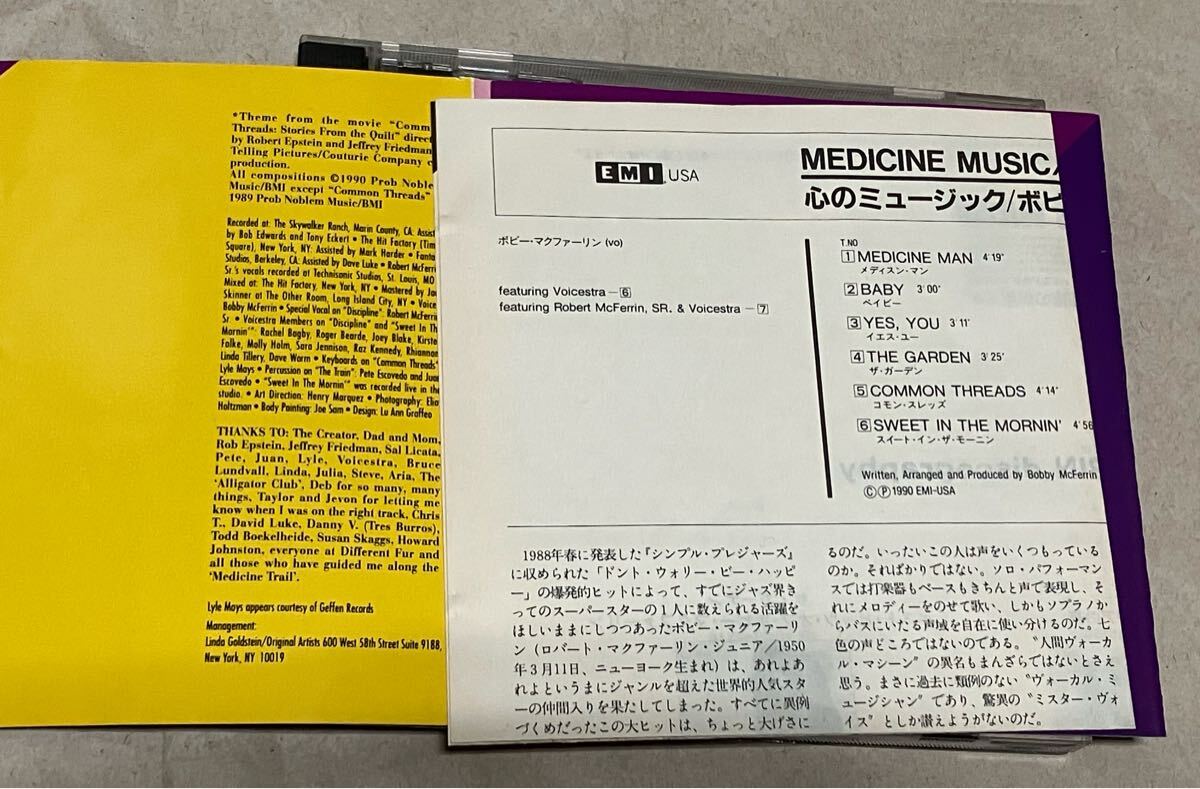 *Theme from the movie "Comm
Threads: Stories From the Quilt" direct
by Robert Epstein and Jeffrey Friedman
Telling Pictures/Couturie Company c
production.
All compositions ©1990 Prob Noble
Music/BMI except "Common Threads"
1989 Prob Noblem Music/BMI
Recorded at: The Skywalker Ranch, Marin County, CA. Assist
by Bob Edwards and Tony Eckert • The Hit Factory (Tim
Square), New York, NY. Assisted by Mark Harder • Fanta
Studios, Berkeley, CA: Assisted by Dave Luke • Robert McFerri
Sr.'s vocals recorded at Technisonic Studios, St. Louis, MO
Mixed at: The Hit Factory, New York, NY • Mastered by Jo
Skinner at The Other Room, Long Island City, NY • Voice
Bobby McFerrin • Special Vocal on "Discipline": Robert McFerri
Sr. • Voicestra Members on "Discipline" and "Sweet In Th
Mornin'": Rachel Bagby, Roger Bearde, Joey Blake, Kirste
Falke, Molly Holm, Sara Jennison, Raz Kennedy, Rhiannon
Linda Tillery, Dave Worm • Keyboards on "Common Threads"
Lyle Mays • Percussion on "The Train": Pete Escovedo and Juan
Escovedo • "Sweet In The Mornin'" was recorded live in the
studio. • Art Direction: Henry Marquez • Photography: Elio
Holtzman • Body Painting: Joe Sam • Design: Lu Ann Graffeo
THANKS TO: The Creator, Dad and Mom,
Rob Epstein, Jeffrey Friedman, Sal Licata,
Pete, Juan, Lyle, Voicestra, Bruce
Lundvall, Linda, Julia, Steve, Aria, The
'Alligator Club', Deb for so many, many
things, Taylor and Jevon for letting me
know when I was on the right track, Chris
T., David Luke, Danny V. (Tres Burros),
Todd Boekelheide, Susan Skaggs, Howard
Johnston, everyone at Different Fur and
all those who have guided me along the
'Medicine Trail'.
Lyle Mays appears courtesy of Geffen Records
Management:
Linda Goldstein/Original Artists 600 West 58th Street Suite 9188,
New York, NY 10019
EMI USA
MEDICINE MUSIC/
心のミュージック/ボビ
ボビー・マクファーリン (vo)
featuring Voicestra — 6
featuring Robert McFerrin, SR. & Voicestra — 7
T.NO
1 MEDICINE MAN 4'19"
メディスン・マン
2 BABY 3'00"
ベイビー
3 YES, YOU 3'11"
イエス・ユー
4 THE GARDEN 3'25"
ザ・ガーデン
5 COMMON THREADS 4'14"
コモン・スレッズ
6 SWEET IN THE MORNIN' 4'56
スイート・イン・ザ・モーニン
Written, Arranged and Produced by Bobby McFerrin
©℗1990 EMI-USA
1988年春に発表した『シンプル・プレジャーズ』
に収められた「ドント・ウォリー・ビー・ハッピ
ー」の爆発的ヒットによって、すでにジャズ界き
ってのスーパースターの1人に数えられる活躍を
ほしいままにしつつあったボビー・マクファーリ
ン（ロバート・マクファーリン・ジュニア／1950
年3月11日、ニューヨーク生まれ）は、あれよあ
れよというまにジャンルを超えた世界的人気スタ
ーの仲間入りを果たしてしまった。すべてに異例
づくめだったこの大ヒットは、ちょっと大げさに
るのだ。いったいこの人は声をいくつもっている
のか。そればかりではない。ソロ・パフォーマン
スでは打楽器もベースもきちんと声で表現し、そ
れにメロディーをのせて歌い、しかもソプラノか
らバスにいたる声域を自在に使い分けるのだ。七
色の声どころではないのである。"人間ヴォーカ
ル・マシーン"の異名もまんざらではないとさえ
思う。まさに過去に類例のない"ヴォーカル・ミ
ュージシャン"であり、驚異の"ミスター・ヴォ
イス"としか讃えようがないのだ。